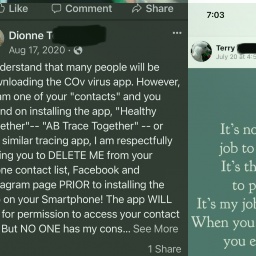 Like
Comment
Share
Dionne T
Aug 17, 2020 ·
derstand that many people will be
wnloading the COv virus app. However,
am one of your "contacts" and you
nd on installing the app, "Healthy
ether"-- "AB Trace Together" -- or
similar tracing app, I am respectfully
ing you to DELETE ME from your
one contact list, Facebook and
agram page PRIOR to installing the
on your Smartphone! The app WILL
for permission to access your contact
But NO ONE has my cons... See More
1 Share
7:03
Terry
July 20 at
It's no
job to
It's th
to p
It's my job
When you
you e